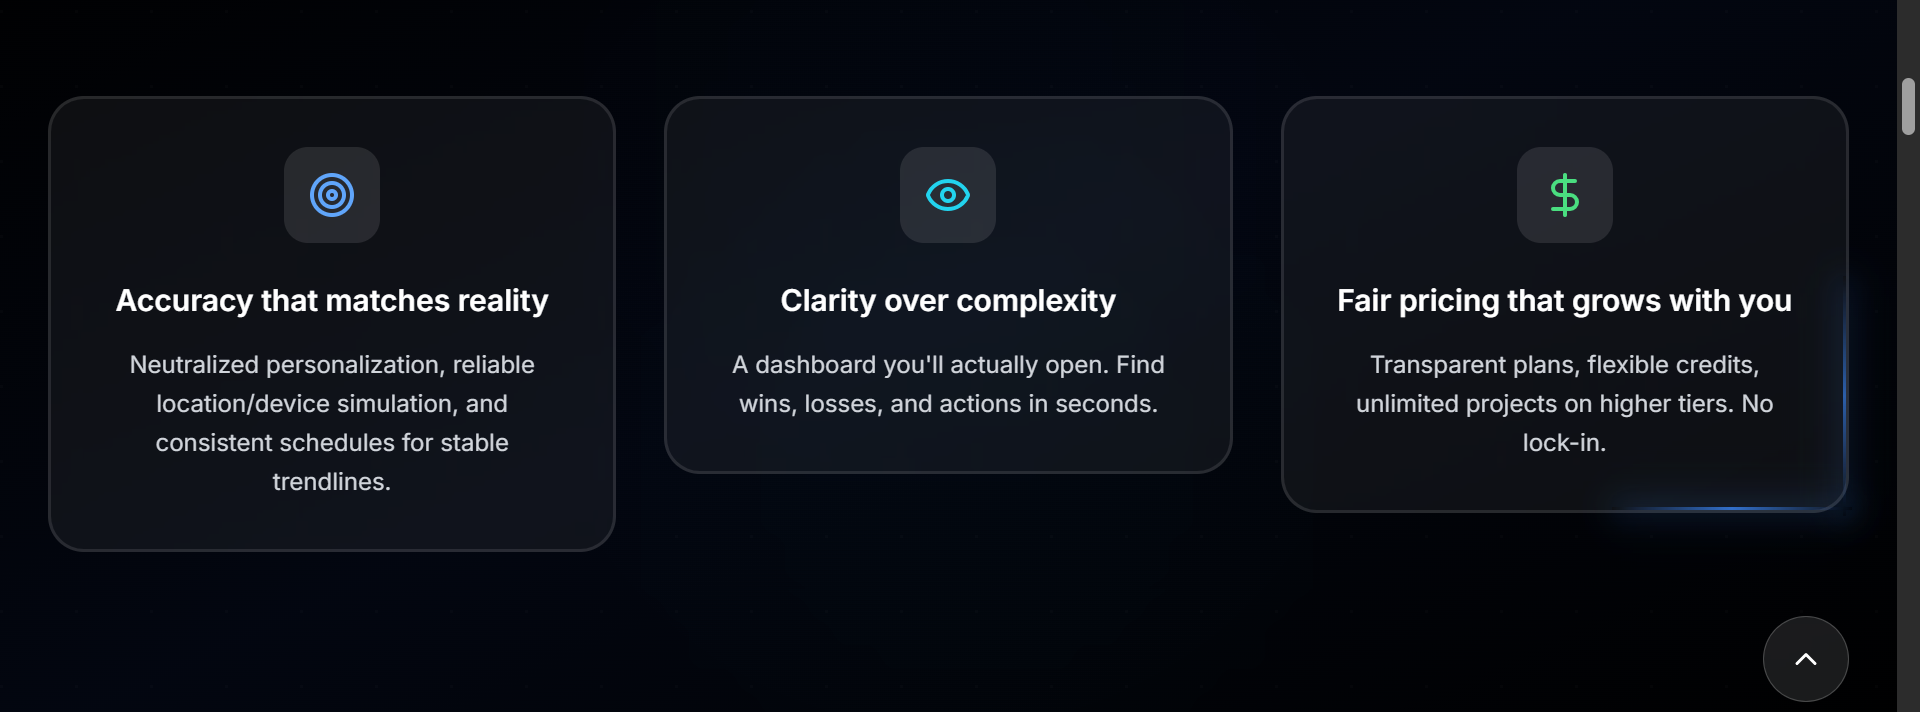 Accuracy that matches reality
Neutralized personalization, reliable
location/device simulation, and
consistent schedules for stable
trendlines.
Clarity over complexity
A dashboard you'll actually open. Find
wins, losses, and actions in seconds.
Fair pricing that grows with you
Transparent plans, flexible credits,
unlimited projects on higher tiers. No
lock-in.